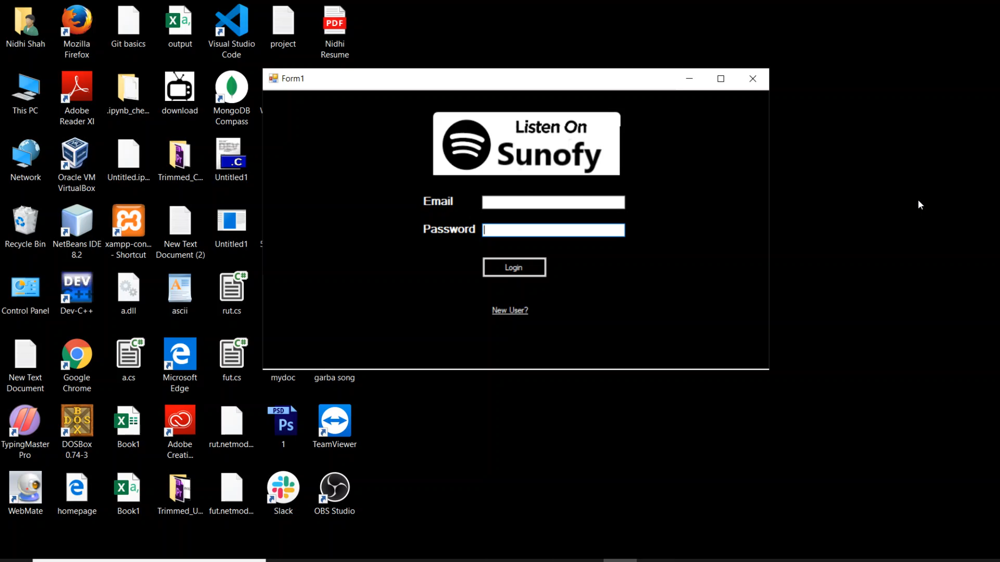 Nidhi Shah
Mozilla
Firefox
Git basics
output
Visual Studio
Code
project
PDF
Nidhi
Resume
This PC
Adobe
Reader XI
.ipynb_che...
download
MongoDB
Compass
Network
Oracle VM
VirtualBox
Untitled.ip...
Trimmed_C...
.C
Untitled1
Recycle Bin
NetBeans IDE
8.2
xampp-con...
- Shortcut
New Text
Document (2)
Untitled1
Control Panel
DEV
C++
Dev-C++
a.dll
ascii
C#
rut.cs
New Text
Document
Google
Chrome
C#
a.cs
Microsoft
Edge
C#
fut.cs
mydoc
garba song
TypingMaster
Pro
DOSBox
0.74-3
Book1
Adobe
Creati...
rut.netmod...
PSD
Ps
1
TeamViewer
WebMate
homepage
Book1
Trimmed_U...
fut.netmod...
Slack
OBS Studio
Form1
Listen On
Sunofy
Email
Password
Login
New User?